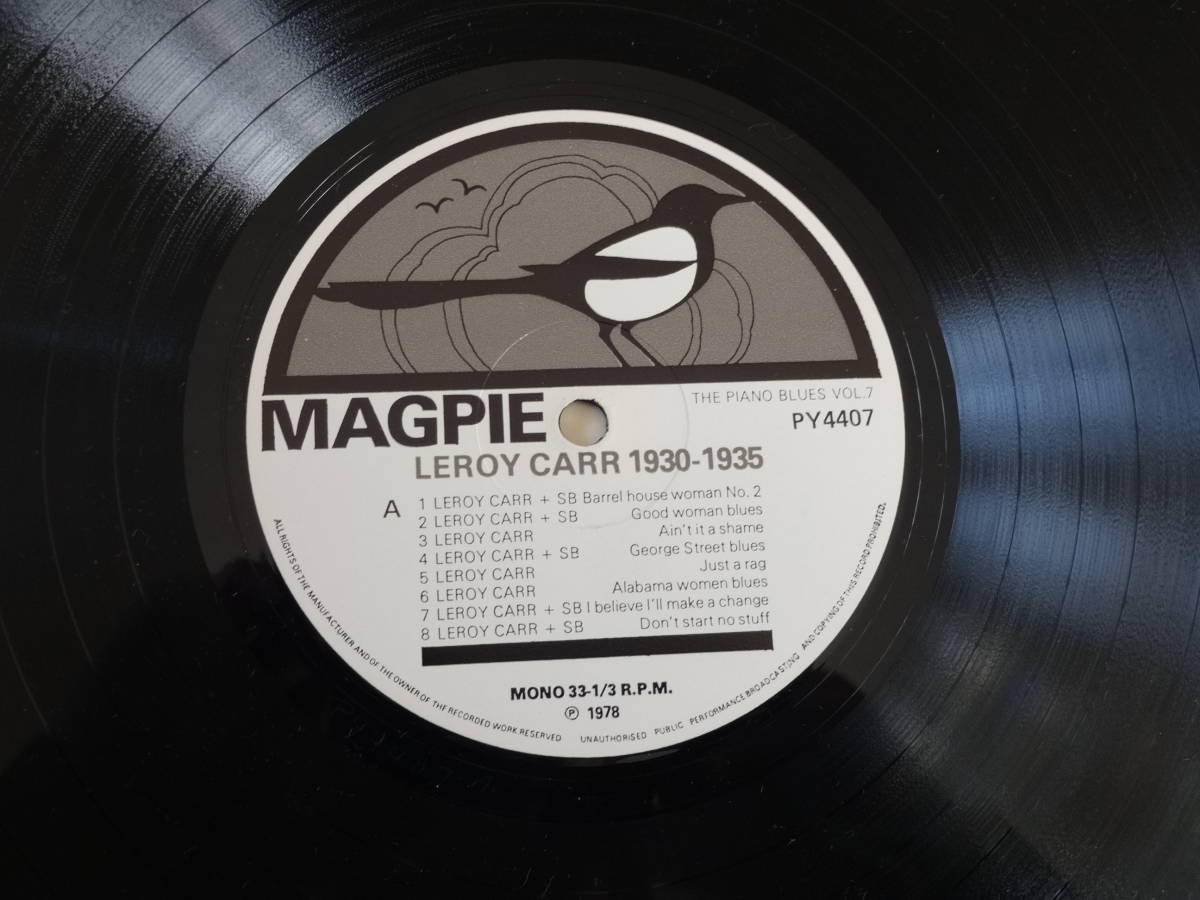 THE PIANO BLUES VOL.7
MAGPIE
PY4407
LEROY CARR 1930-1935
A
1 LEROY CARR + SB Barrel house woman No. 2
2 LEROY CARR + SB Good woman blues
3 LEROY CARR Ain't it a shame
4 LEROY CARR + SB George Street blues
5 LEROY CARR Just a rag
6 LEROY CARR Alabama women blues
7 LEROY CARR + SB I believe I'll make a change
8 LEROY CARR + SB Don't start no stuff
MONO 33-1/3 R.P.M.
℗ 1978
ALL RIGHTS OF THE MANUFACTURER AND OF THE OWNER OF THE RECORDED WORK RESERVED UNAUTHORISED PUBLIC PERFORMANCE BROADCASTING AND COPYING OF THIS RECORD PROHIBITED.